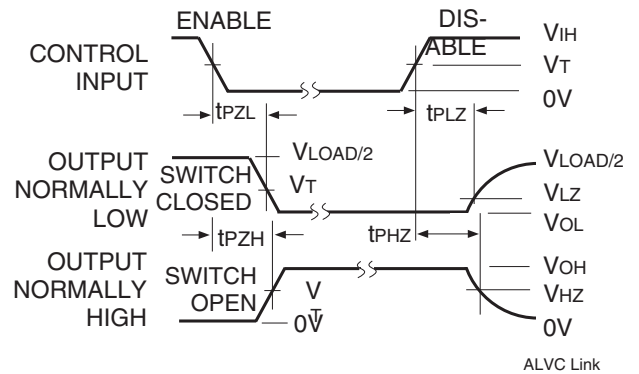 ENABLE
DIS-
ABLE
CONTROL
INPUT
VIH
VT
0V
tPZL
tPLZ
OUTPUT
NORMALLY
LOW
SWITCH
CLOSED
VLOAD/2
VT
VLOAD/2
VLZ
VOL
tPZH
tPHZ
OUTPUT
NORMALLY
HIGH
SWITCH
OPEN
V
T
0V
VOH
VHZ
0V
ALVC Link